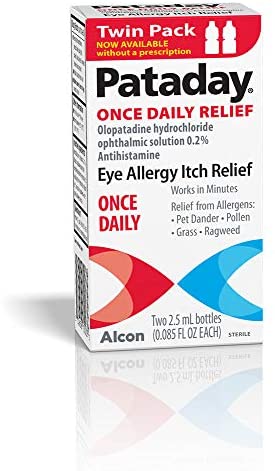 Twin Pack
NOW AVAILABLE
without a prescription
Pataday®
ONCE DAILY RELIEF
Olopatadine hydrochloride
ophthalmic solution 0.2%
Antihistamine
Eye Allergy Itch Relief
Works in Minutes
ONCE
DAILY
Relief from Allergens:
• Pet Dander • Pollen
• Grass • Ragweed
Alcon
Two 2.5 mL bottles
(0.085 FL OZ EACH)
STERILE